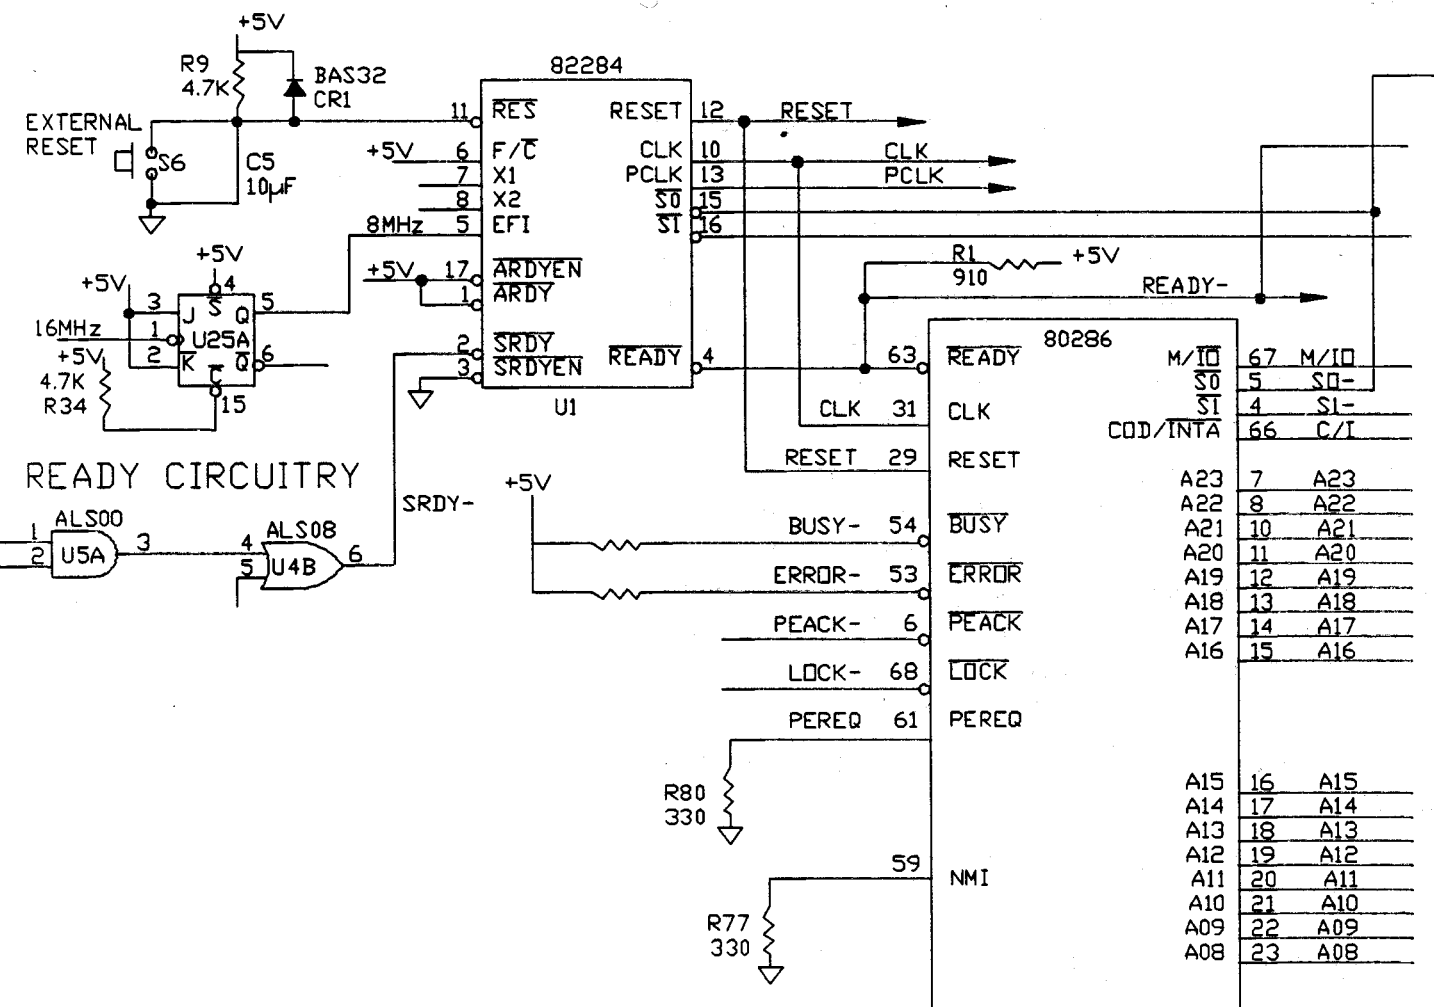 +5V
R9
4.7K
BAS32
CR1
EXTERNAL
RESET
S6
C5
10µF
82284
11 RES RESET 12 RESET
+5V 6 F/C CLK 10 CLK
7 X1 PCLK 13 PCLK
8 X2 S0 15
8MHz 5 EFI S1 16
+5V 17 ARDYEN
1 ARDY
2 SRDY READY 4
3 SRDYEN
U1
R1 +5V
910
READY-
+5V
4
+5V
3 J S Q 5
16MHz 1 U25A
+5V 2 K Q 6
4.7K C
R34 15
READY CIRCUITRY
SRDY-
ALS00
1
2 U5A 3
ALS08
4
5 U4B 6
80286
63 READY M/IO 67 M/IO
S0 5 S0-
CLK 31 CLK S1 4 S1-
COD/INTA 66 C/I
RESET 29 RESET
A23 7 A23
A22 8 A22
+5V
BUSY- 54 BUSY A21 10 A21
A20 11 A20
ERROR- 53 ERROR A19 12 A19
A18 13 A18
PEACK- 6 PEACK A17 14 A17
A16 15 A16
LOCK- 68 LOCK
PEREQ 61 PEREQ
R80
330
A15 16 A15
A14 17 A14
A13 18 A13
A12 19 A12
59 NMI A11 20 A11
A10 21 A10
R77
330
A09 22 A09
A08 23 A08